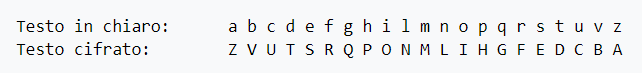 Testo in chiaro: a b c d e f g h i l m n o p q r s t u v z
Testo cifrato: Z V U T S R Q P O N M L I H G F E D C B A